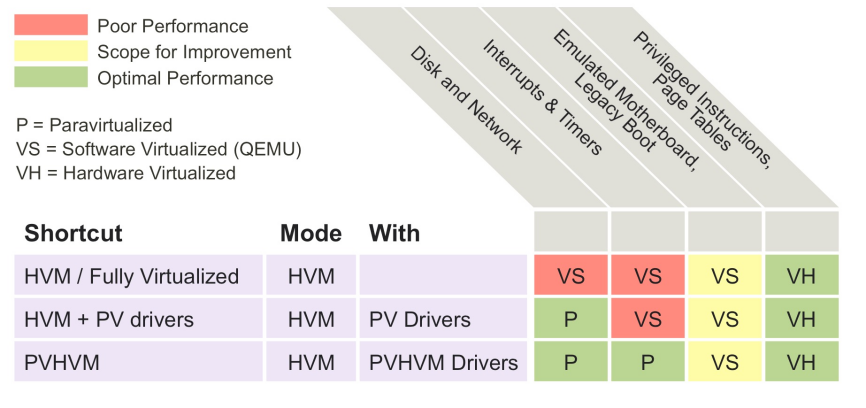 Poor Performance
Scope for Improvement
Optimal Performance
P = Paravirtualized
VS = Software Virtualized (QEMU)
VH = Hardware Virtualized
Disk and Network
Interrupts & Timers
Emulated Motherboard,
Legacy Boot
Privileged Instructions,
Page Tables
Shortcut Mode With
HVM / Fully Virtualized HVM VS VS VS VH
HVM + PV drivers HVM PV Drivers P VS VS VH
PVHVM HVM PVHVM Drivers P P VS VH